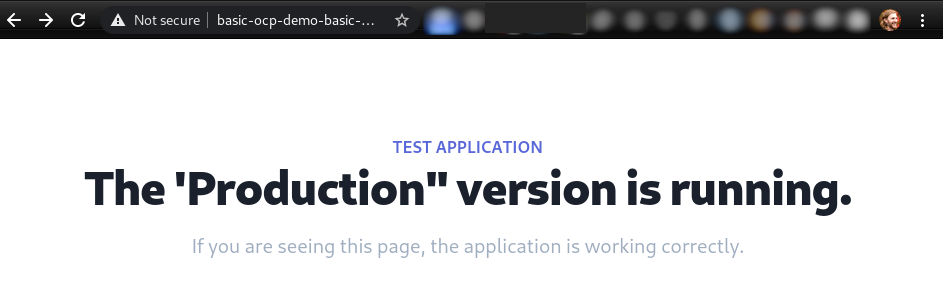 Not secure | basic-ocp-demo-basic-...
TEST APPLICATION
The 'Production" version is running.
If you are seeing this page, the application is working correctly.